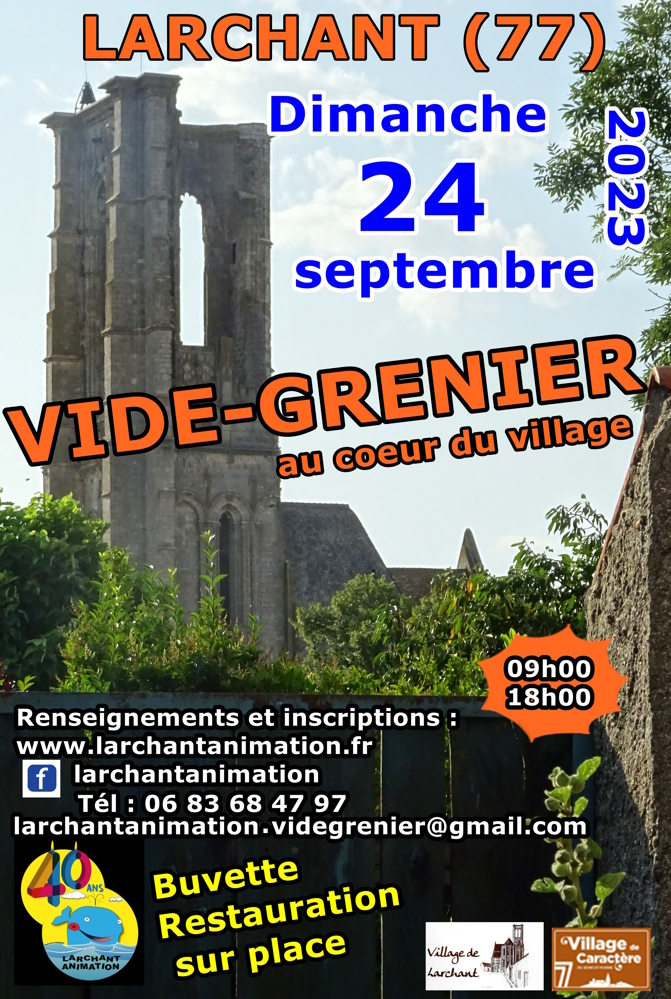 LARCHANT (77)
Dimanche
24
septembre
2023
VIDE-GRENIER
au coeur du village
09h00
18h00
Renseignements et inscriptions :
www.larchantanimation.fr
f larchantanimation
Tél : 06 83 68 47 97
larchantanimation.videgrenier@gmail.com
40
ANS
LARCHANT
ANIMATION
Buvette
Restauration
sur place
Village de
Larchant
Village de
Caractère
77